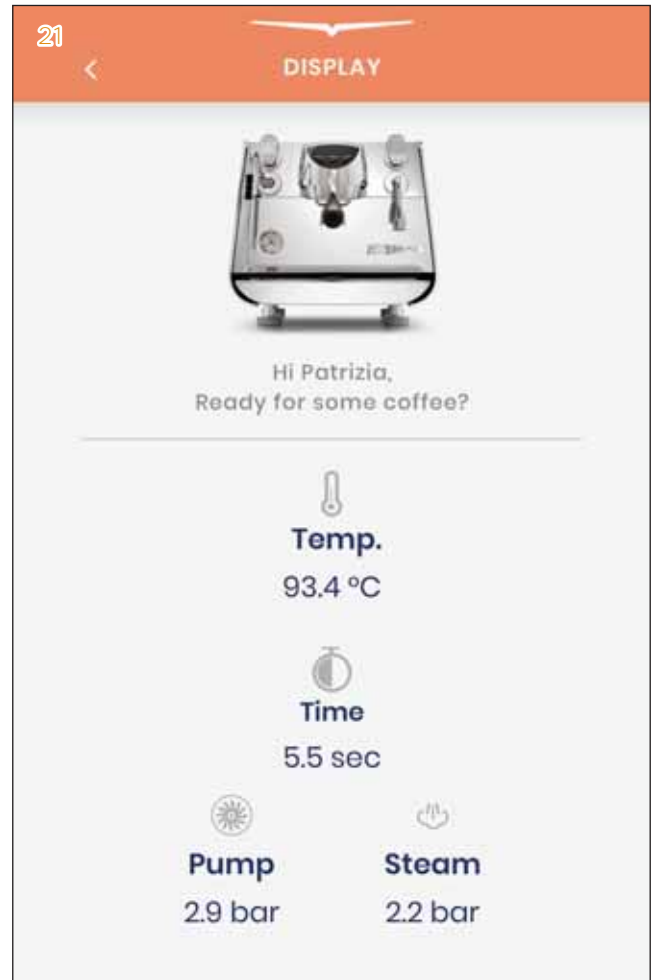 21
DISPLAY
Hi Patrizia,
Ready for some coffee?
Temp.
93.4 ºC
Time
5.5 sec
Pump Steam
2.9 bar 2.2 bar